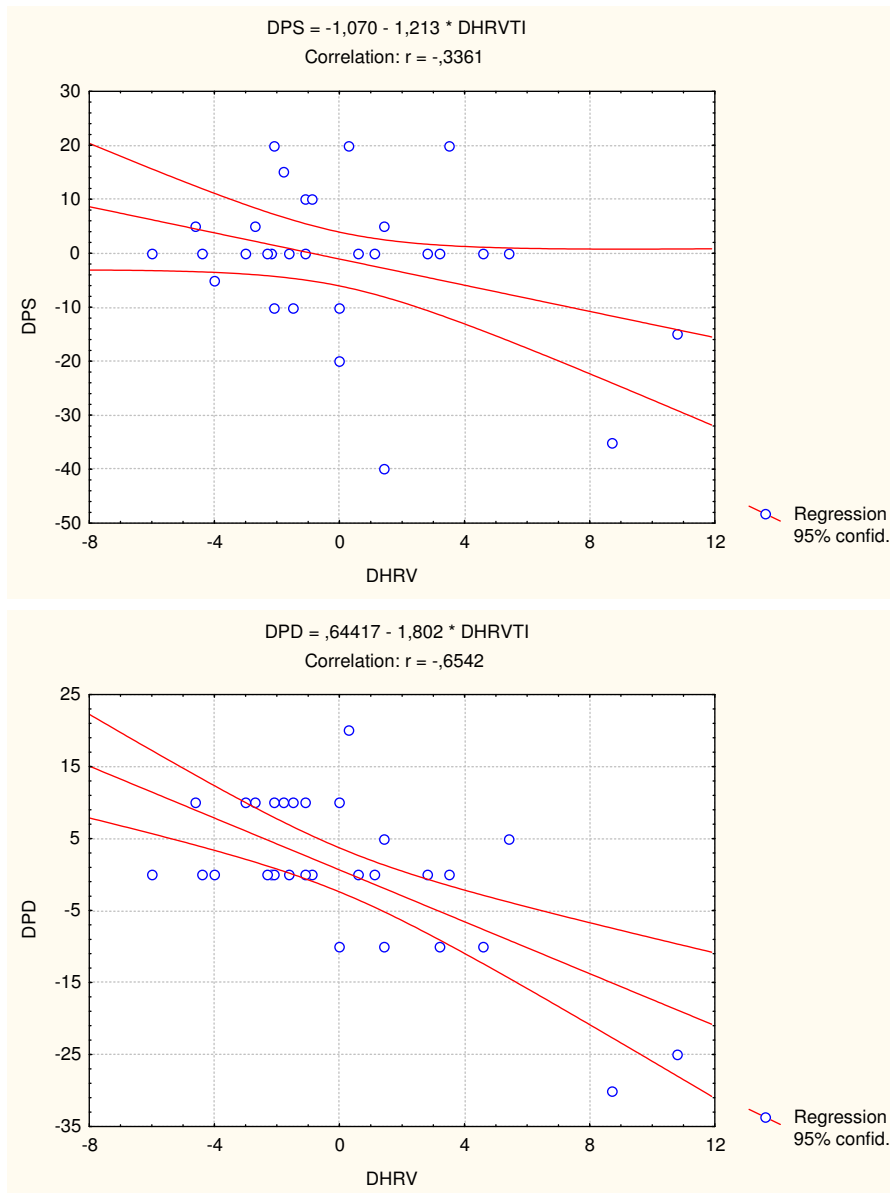 DPS = -1,070 - 1,213 * DHRVTI
Correlation: r = -,3361
30
20
10
0
-10
-20
-30
-40
-50
DPS
-8 -4 0 4 8 12
DHRV
Regression
95% confid.
DPD = ,64417 - 1,802 * DHRVTI
Correlation: r = -,6542
25
15
5
-5
-15
-25
-35
DPD
-8 -4 0 4 8 12
DHRV
Regression
95% confid.